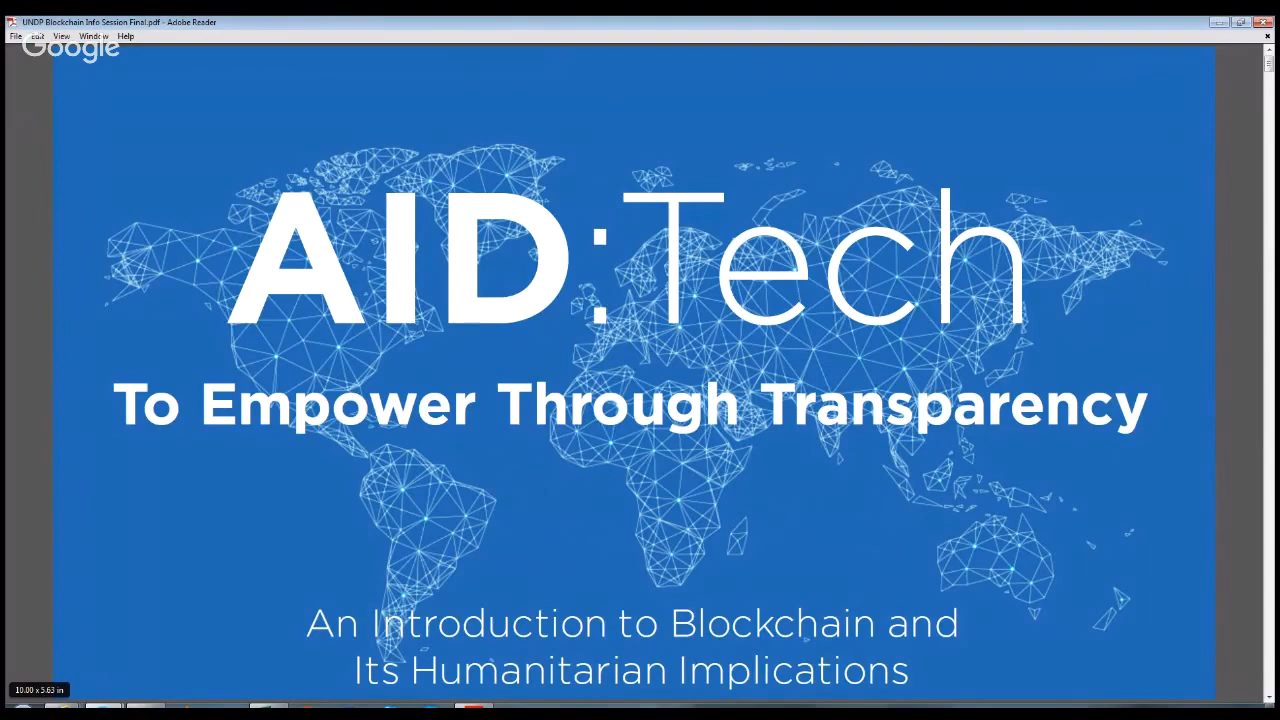 UNDP Blockchain Info Session Final.pdf - Adobe Reader
File Edit View Window Help
Google
AID:Tech
To Empower Through Transparency
An Introduction to Blockchain and
Its Humanitarian Implications
10.00 x 5.63 in